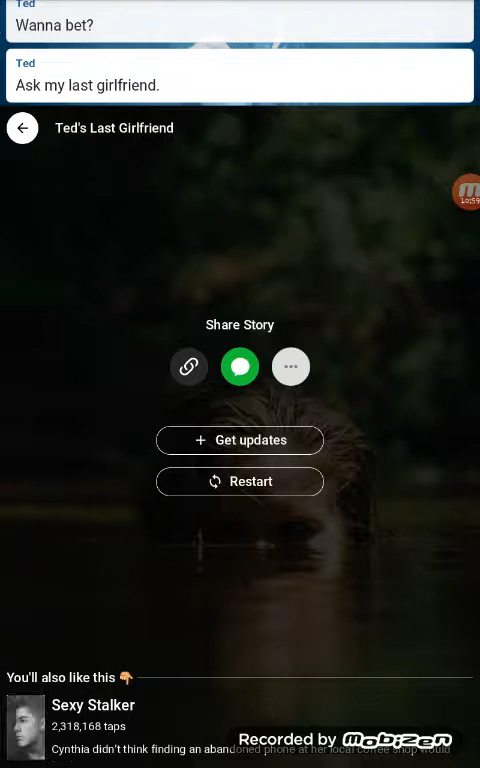 Ted
Wanna bet?
Ted
Ask my last girlfriend.
Ted's Last Girlfriend
10:59
Share Story
Get updates
Restart
You'll also like this
Sexy Stalker
2,318,168 taps
Recorded by Mobizen
Cynthia didn't think finding an abandoned phone at her local coffee shop would